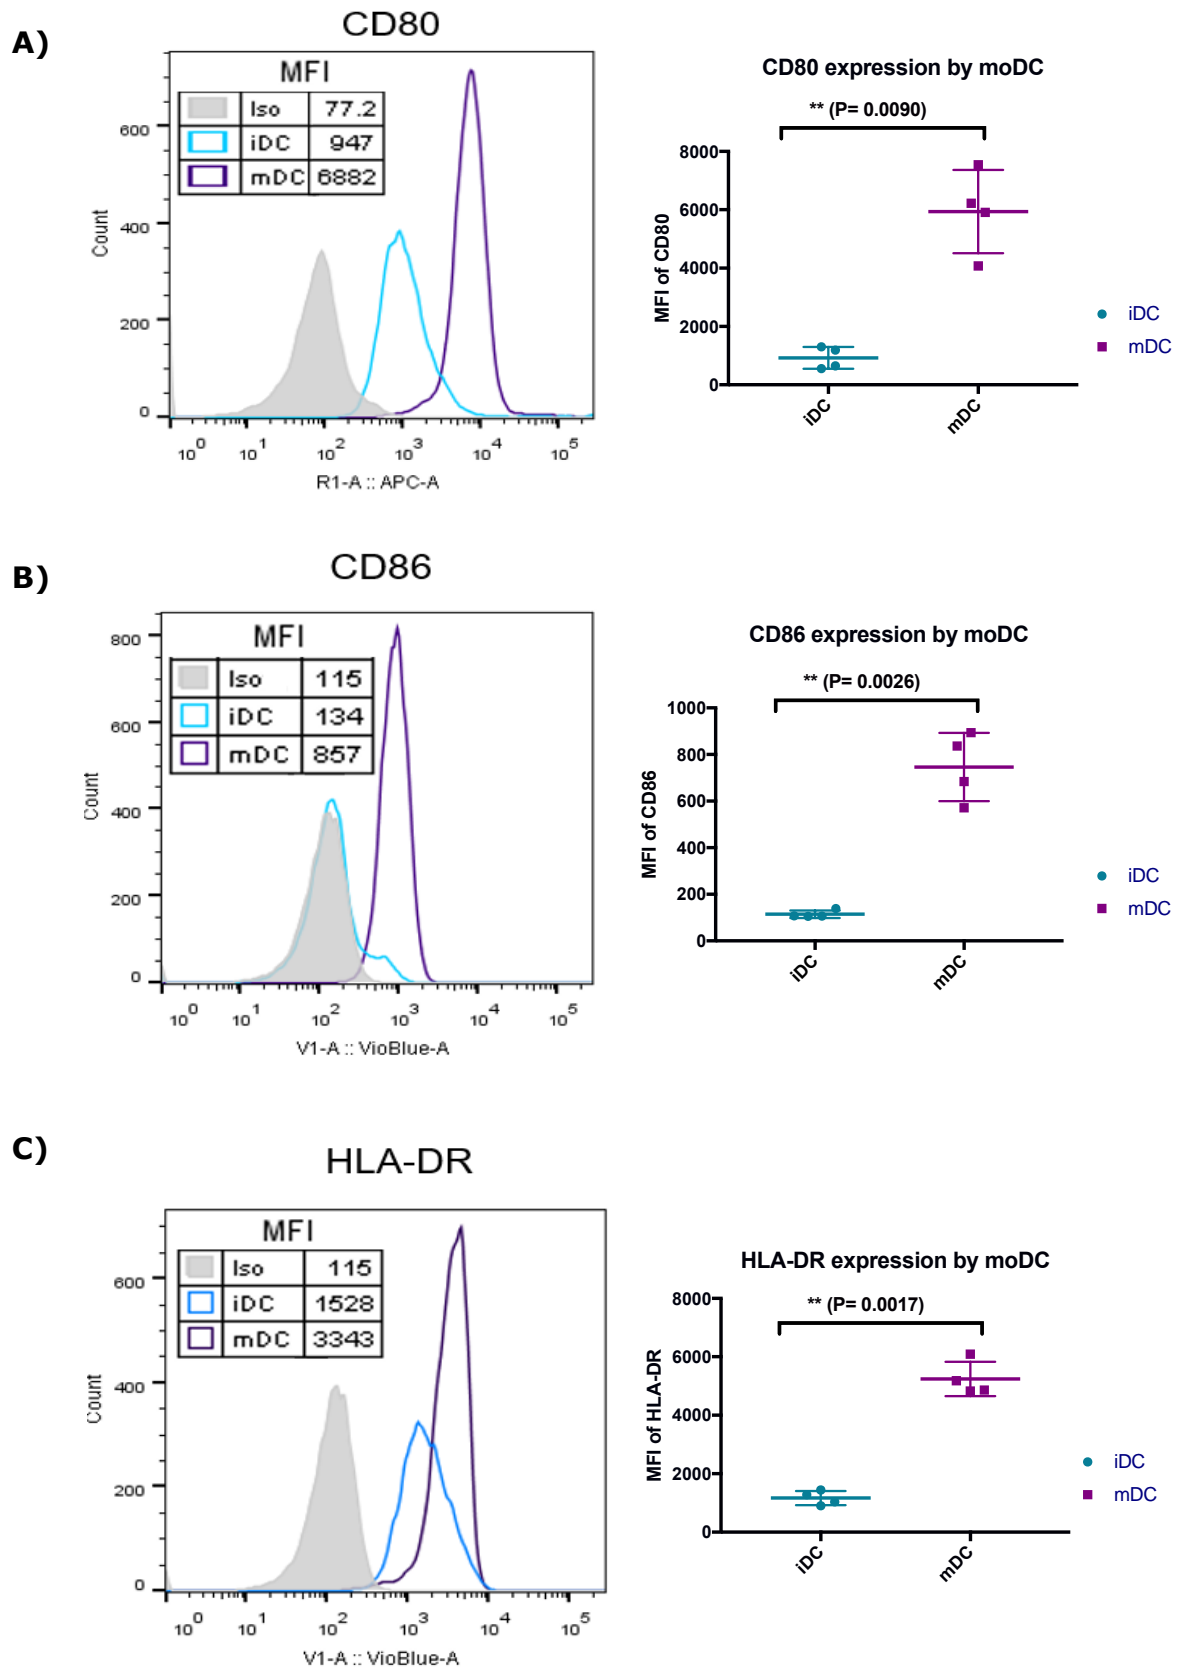 A)
CD80
MFI
Iso 77.2
iDC 947
mDC 6882
600
400
200
0
Count
10^0 10^1 10^2 10^3 10^4 10^5
R1-A :: APC-A
CD80 expression by moDC
** (P= 0.0090)
8000
6000
4000
2000
0
MFI of CD80
iDC
mDC
iDC
mDC
B)
CD86
MFI
Iso 115
iDC 134
mDC 857
800
600
400
200
0
Count
10^0 10^1 10^2 10^3 10^4 10^5
V1-A :: VioBlue-A
CD86 expression by moDC
** (P= 0.0026)
1000
800
600
400
200
0
MFI of CD86
iDC
mDC
iDC
mDC
C)
HLA-DR
MFI
Iso 115
iDC 1528
mDC 3343
600
400
200
0
Count
10^0 10^1 10^2 10^3 10^4 10^5
V1-A :: VioBlue-A
HLA-DR expression by moDC
** (P= 0.0017)
8000
6000
4000
2000
0
MFI of HLA-DR
iDC
mDC
iDC
mDC